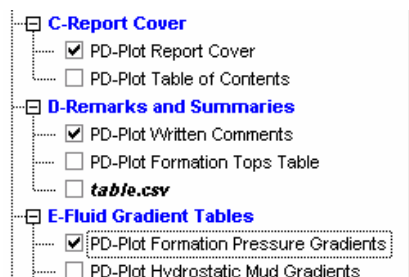 C-Report Cover
PD-Plot Report Cover
PD-Plot Table of Contents
D-Remarks and Summaries
PD-Plot Written Comments
PD-Plot Formation Tops Table
table.csv
E-Fluid Gradient Tables
PD-Plot Formation Pressure Gradients
PD-Plot Hydrostatic Mud Gradients